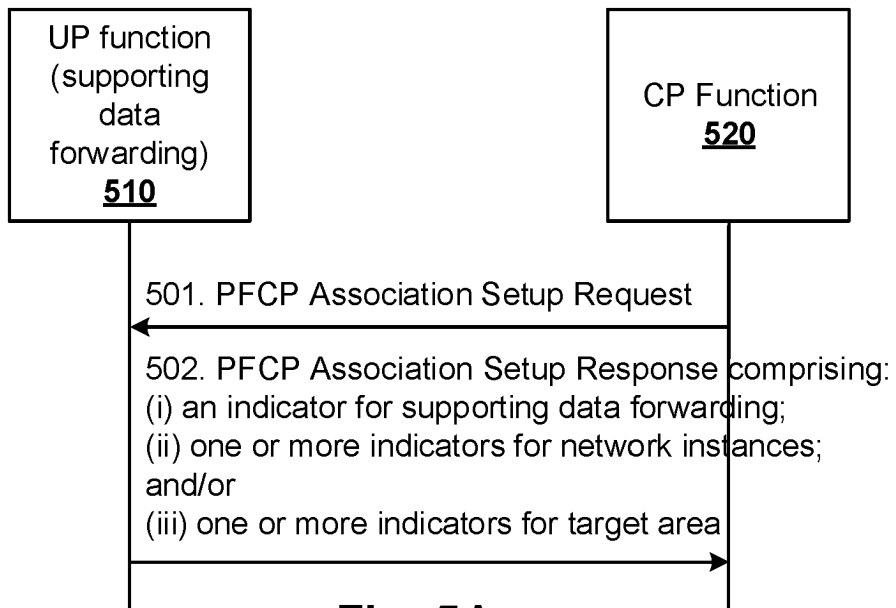 UP function
(supporting
data
forwarding)
510
CP Function
520
501. PFCP Association Setup Request
502. PFCP Association Setup Response comprising:
(i) an indicator for supporting data forwarding;
(ii) one or more indicators for network instances;
and/or
(iii) one or more indicators for target area